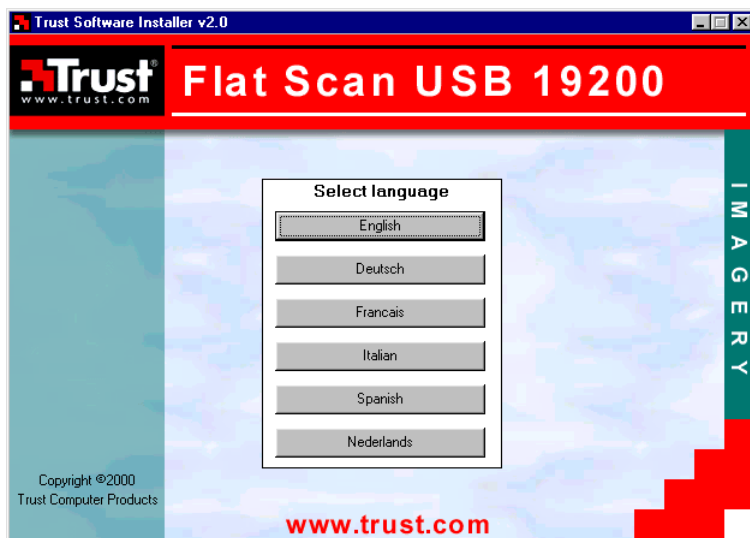 Trust Software Installer v2.0
Trust®
www.trust.com
Flat Scan USB 19200
Select language
English
Deutsch
Francais
Italian
Spanish
Nederlands
IMAGERY
Copyright ©2000
Trust Computer Products
www.trust.com